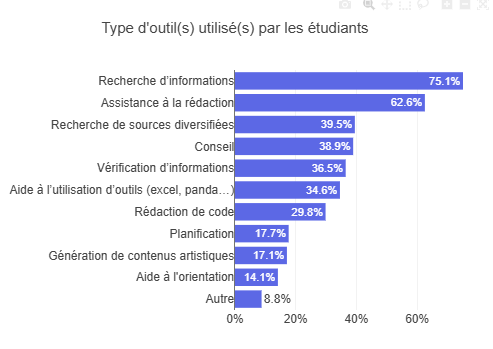 Type d'outil(s) utilisé(s) par les étudiants
Recherche d'informations 75.1%
Assistance à la rédaction 62.6%
Recherche de sources diversifiées 39.5%
Conseil 38.9%
Vérification d'informations 36.5%
Aide à l'utilisation d'outils (excel, panda…) 34.6%
Rédaction de code 29.8%
Planification 17.7%
Génération de contenus artistiques 17.1%
Aide à l'orientation 14.1%
Autre 8.8%
0% 20% 40% 60%